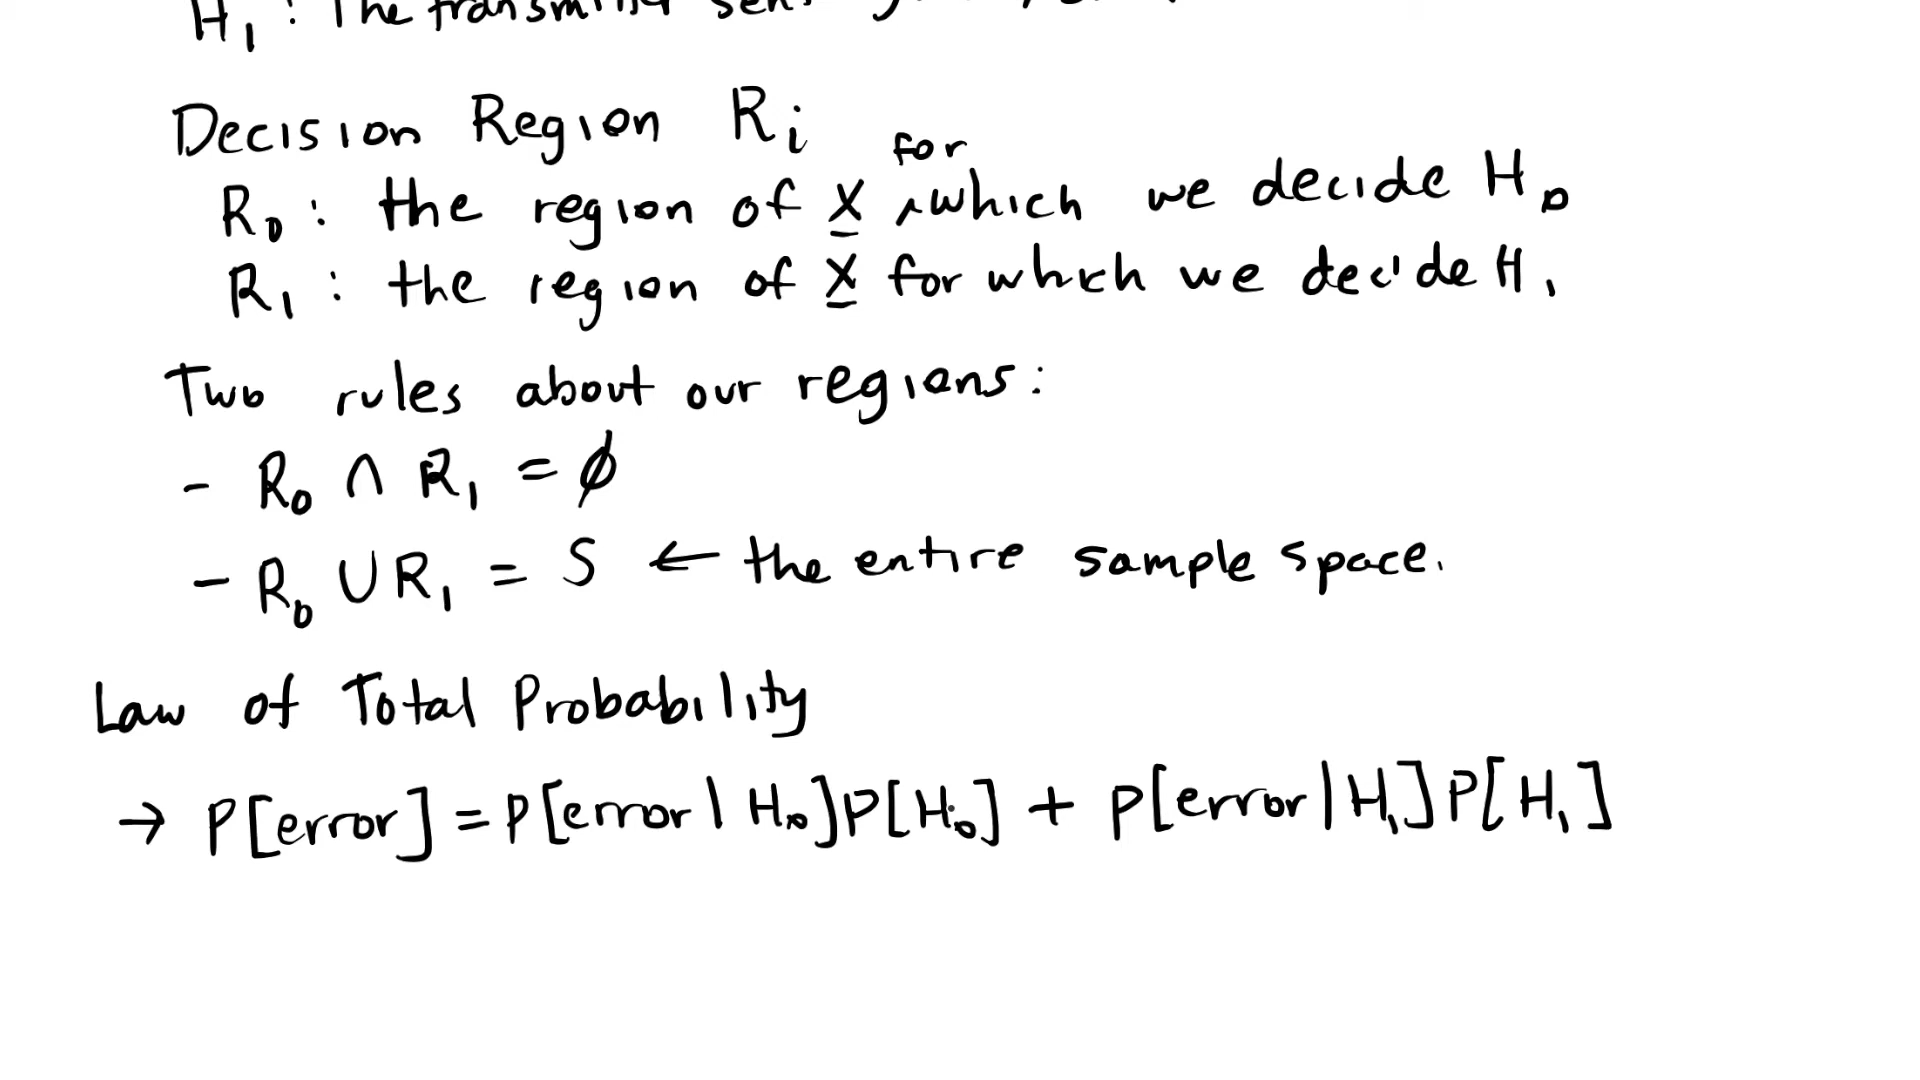 H₁ : The
Decision Region Rᵢ
R₀ : the region of X for which we decide H₀
R₁ : the region of X for which we decide H₁
Two rules about our regions:
- R₀ ∩ R₁ = ∅
- R₀ ∪ R₁ = S ← the entire sample space.
Law of Total Probability
→ P[error] = P[error | H₀]P[H₀] + P[error | H₁]P[H₁]